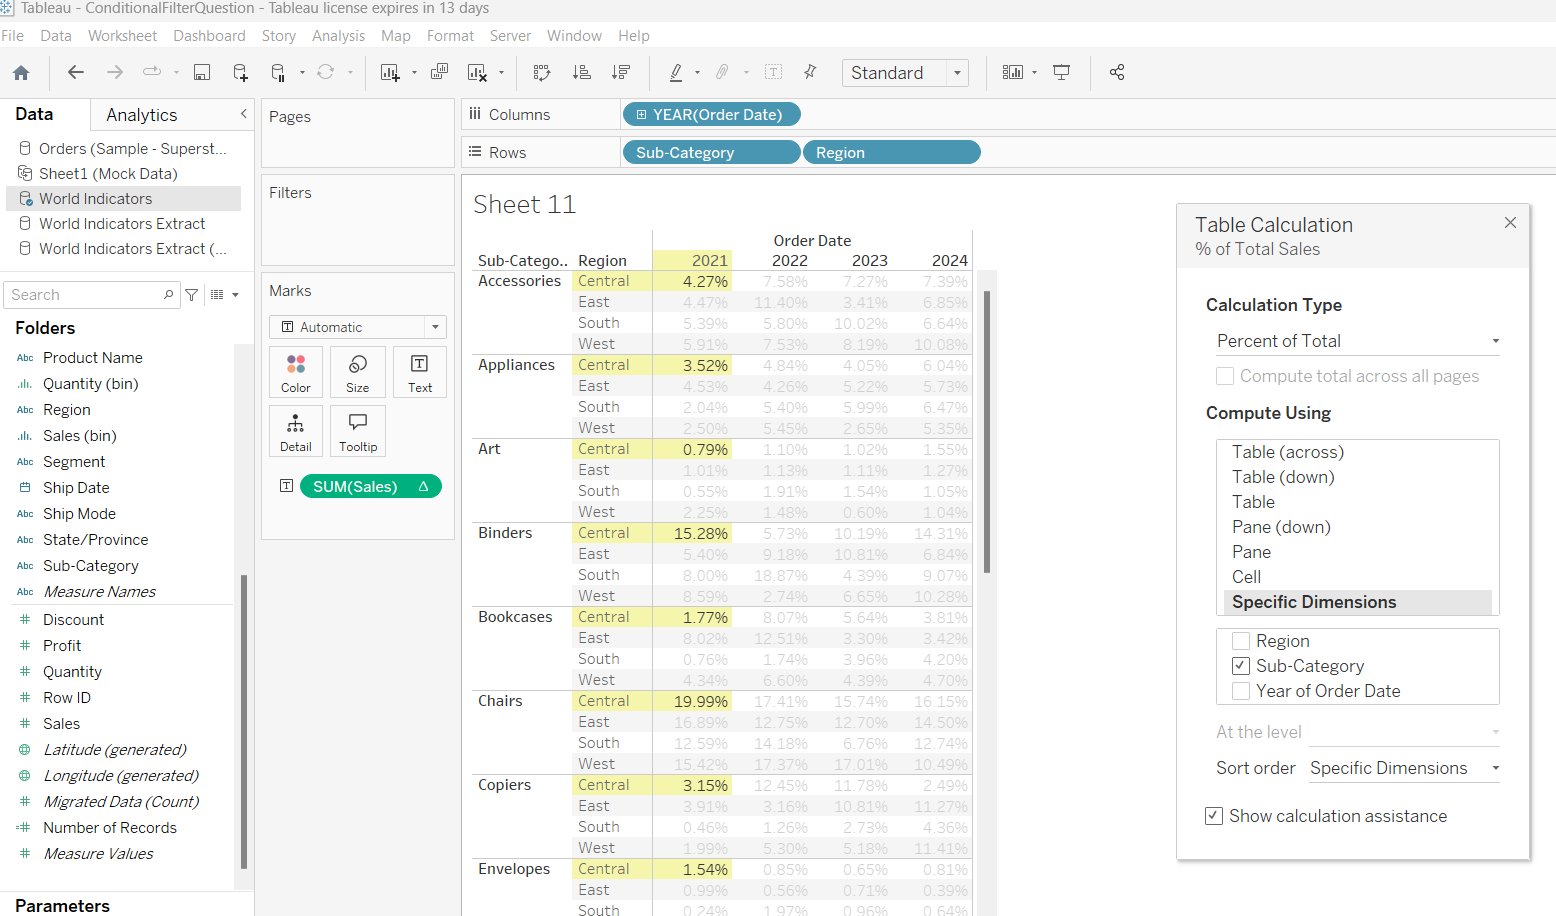 Tableau - ConditionalFilterQuestion - Tableau license expires in 13 days
File Data Worksheet Dashboard Story Analysis Map Format Server Window Help
Standard
Data Analytics
Orders (Sample - Superst...
Sheet1 (Mock Data)
World Indicators
World Indicators Extract
World Indicators Extract (...
Search
Folders
Abc Product Name
Quantity (bin)
Abc Region
Sales (bin)
Abc Segment
Ship Date
Abc Ship Mode
Abc State/Province
Abc Sub-Category
Abc Measure Names
# Discount
# Profit
# Quantity
# Row ID
# Sales
Latitude (generated)
Longitude (generated)
# Migrated Data (Count)
=# Number of Records
# Measure Values
Parameters
Pages
Filters
Marks
T Automatic
Color Size Text
Detail Tooltip
T SUM(Sales) Δ
Columns YEAR(Order Date)
Rows Sub-Category Region
Sheet 11
Order Date
Sub-Catego.. Region 2021 2022 2023 2024
Accessories Central 4.27% 7.58% 7.27% 7.39%
East 4.47% 11.40% 3.41% 6.85%
South 5.39% 5.80% 10.02% 6.64%
West 5.91% 7.53% 8.19% 10.08%
Appliances Central 3.52% 4.84% 4.05% 6.04%
East 4.53% 4.26% 5.22% 5.73%
South 2.04% 5.40% 5.99% 6.47%
West 2.50% 5.45% 2.65% 5.35%
Art Central 0.79% 1.10% 1.02% 1.55%
East 1.01% 1.13% 1.11% 1.27%
South 0.55% 1.91% 1.54% 1.05%
West 2.25% 1.48% 0.60% 1.04%
Binders Central 15.28% 5.73% 10.19% 14.31%
East 5.40% 9.18% 10.81% 6.84%
South 8.00% 18.87% 4.39% 9.07%
West 8.59% 2.74% 6.65% 10.28%
Bookcases Central 1.77% 8.07% 5.64% 3.81%
East 8.02% 12.51% 3.30% 3.42%
South 0.76% 1.74% 3.96% 4.20%
West 4.34% 6.60% 4.39% 4.70%
Chairs Central 19.99% 17.41% 15.74% 16.15%
East 16.89% 12.75% 12.70% 14.50%
South 12.59% 14.18% 6.76% 12.74%
West 15.42% 17.37% 17.01% 10.49%
Copiers Central 3.15% 12.45% 11.78% 2.49%
East 3.91% 3.16% 10.81% 11.27%
South 0.46% 1.26% 2.73% 4.36%
West 1.99% 5.30% 5.18% 11.41%
Envelopes Central 1.54% 0.85% 0.65% 0.81%
East 0.99% 0.56% 0.71% 0.39%
South 0.24% 1.97% 0.96% 0.64%
Table Calculation
% of Total Sales
Calculation Type
Percent of Total
Compute total across all pages
Compute Using
Table (across)
Table (down)
Table
Pane (down)
Pane
Cell
Specific Dimensions
Region
Sub-Category
Year of Order Date
At the level
Sort order Specific Dimensions
Show calculation assistance